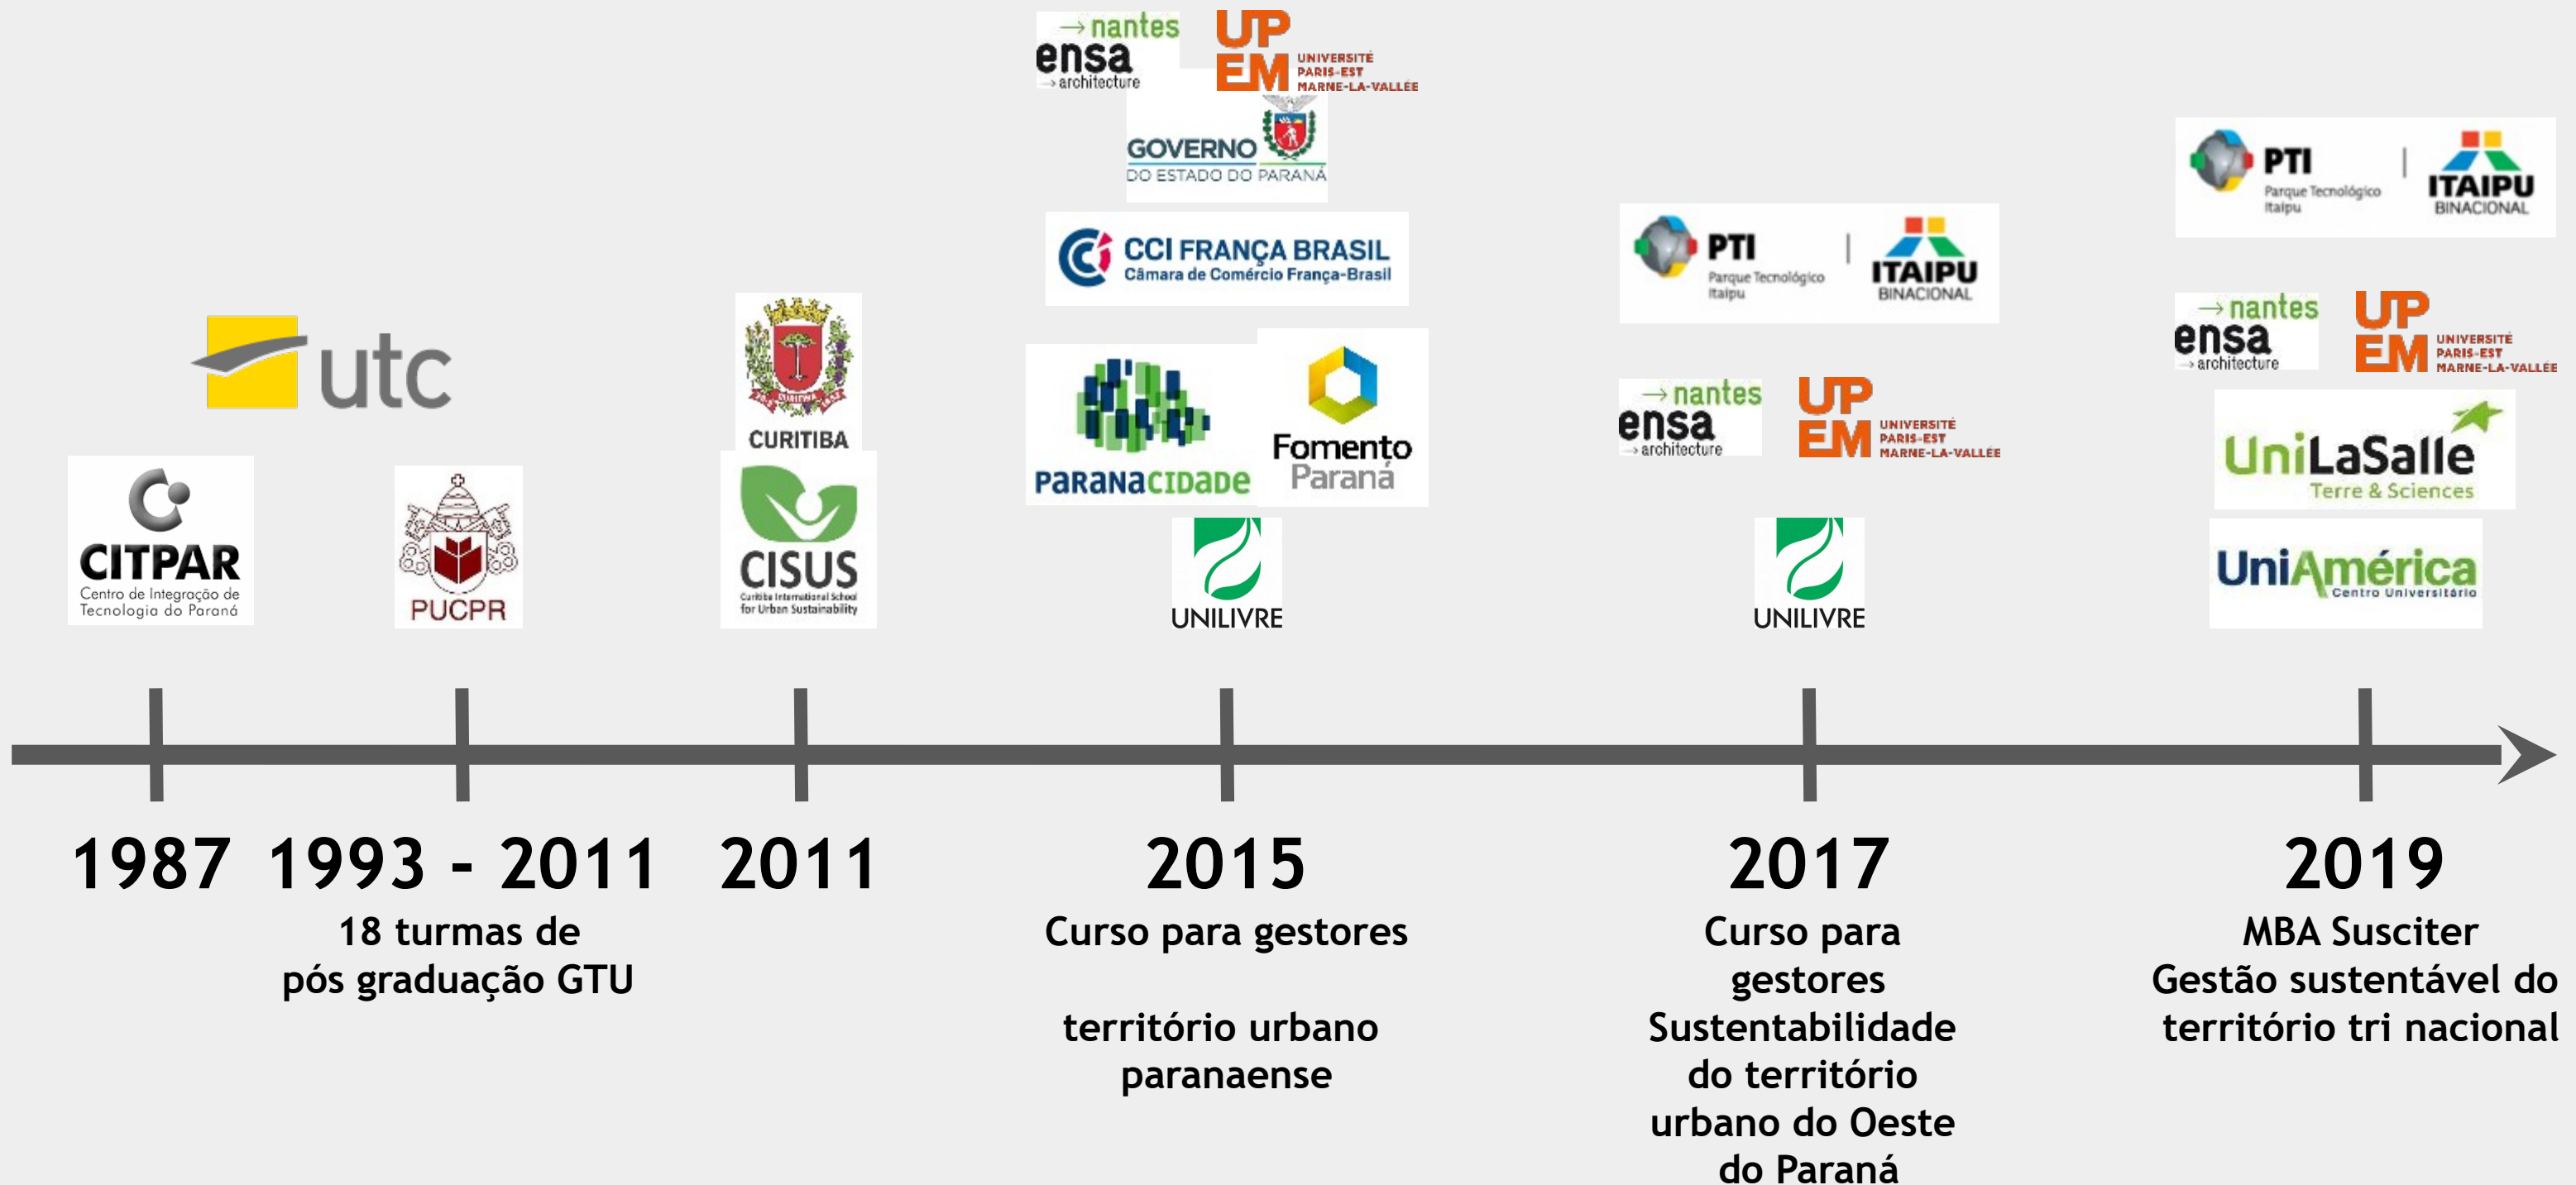 utc
CITPAR
Centro de Integração de
Tecnologia do Paraná
PUCPR
CURITIBA
CISUS
Curitiba International School
for Urban Sustainability
→ nantes
ensa
→ architecture
UP
EM
UNIVERSITÉ
PARIS-EST
MARNE-LA-VALLÉE
GOVERNO
DO ESTADO DO PARANÁ
CCI FRANÇA BRASIL
Câmara de Comércio França-Brasil
PARANACIDADE
Fomento
Paraná
UNILIVRE
PTI
Parque Tecnológico
Itaipu
ITAIPU
BINACIONAL
→ nantes
ensa
→ architecture
UP
EM
UNIVERSITÉ
PARIS-EST
MARNE-LA-VALLÉE
UNILIVRE
PTI
Parque Tecnológico
Itaipu
ITAIPU
BINACIONAL
→ nantes
ensa
→ architecture
UP
EM
UNIVERSITÉ
PARIS-EST
MARNE-LA-VALLÉE
UniLaSalle
Terre & Sciences
UniAmérica
Centro Universitário
1987
1993 - 2011
18 turmas de
pós graduação GTU
2011
2015
Curso para gestores
território urbano
paranaense
2017
Curso para
gestores
Sustentabilidade
do território
urbano do Oeste
do Paraná
2019
MBA Susciter
Gestão sustentável do
território tri nacional